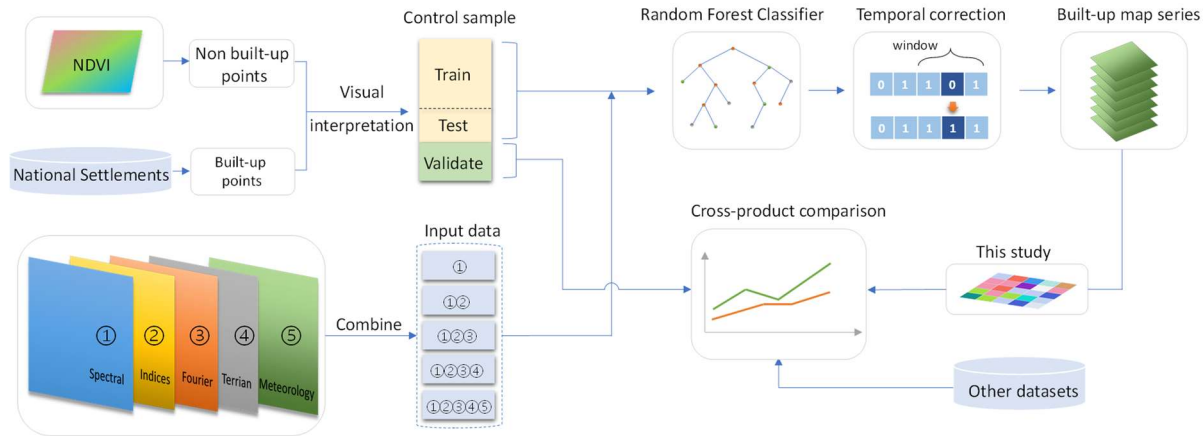 Control sample
Random Forest Classifier
Temporal correction
Built-up map series
NDVI
Non built-up
points
Visual
interpretation
Train
Test
Validate
window
0 1 1 0 1
0 1 1 1 1
National Settlements
Built-up
points
Input data
Cross-product comparison
This study
①
①②
①②③
①②③④
①②③④⑤
① ② ③ ④ ⑤
Spectral
Indices
Fourier
Terrian
Meteorology
Combine
Other datasets